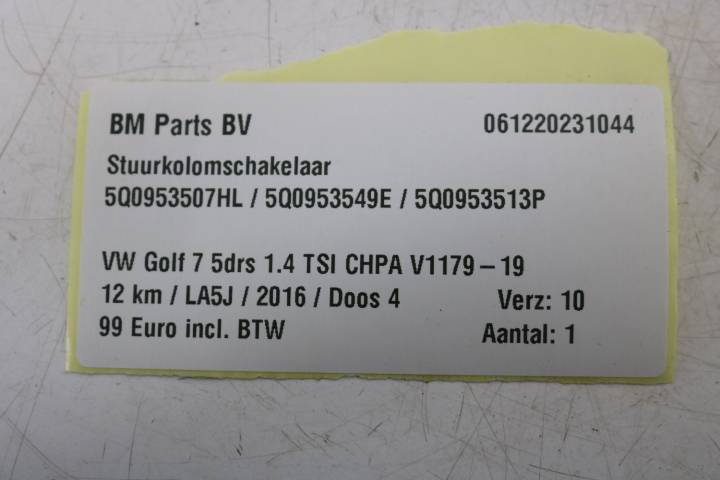 BM Parts BV 061220231044
Stuurkolomschakelaar
5Q0953507HL / 5Q0953549E / 5Q0953513P
VW Golf 7 5drs 1.4 TSI CHPA V1179 – 19
12 km / LA5J / 2016 / Doos 4 Verz: 10
99 Euro incl. BTW Aantal: 1